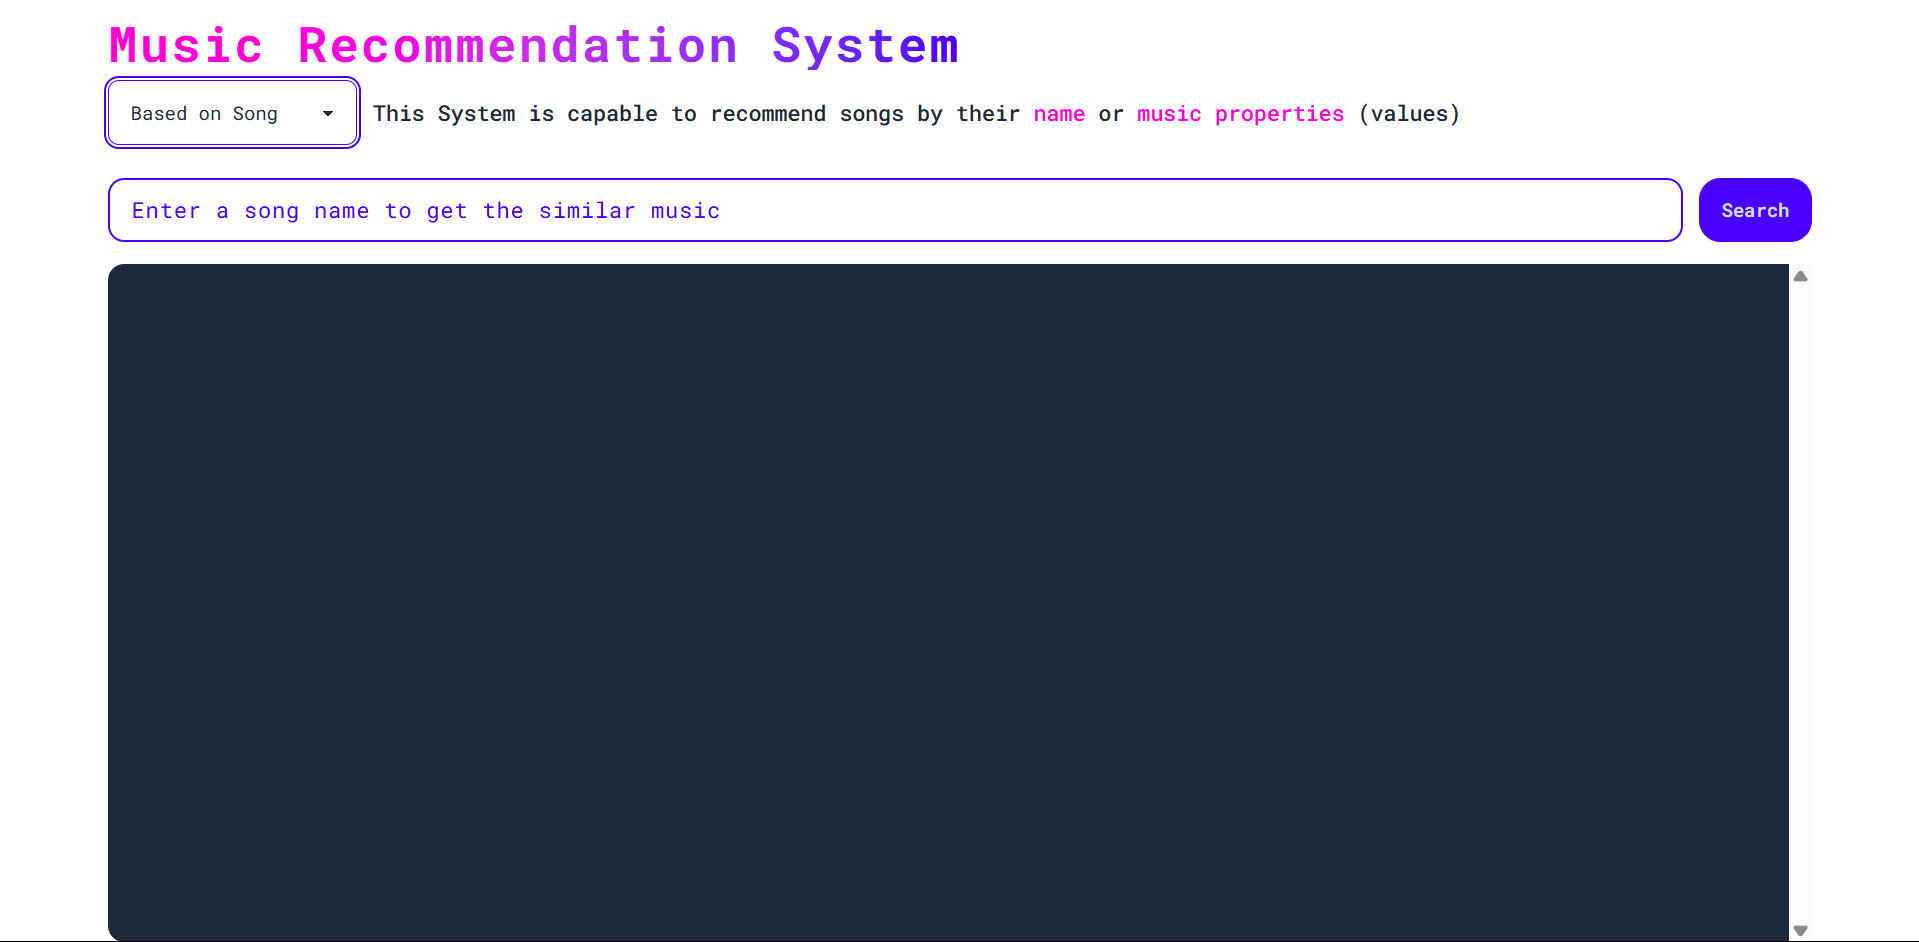 Music Recommendation System
Based on Song
This System is capable to recommend songs by their name or music properties (values)
Enter a song name to get the similar music
Search